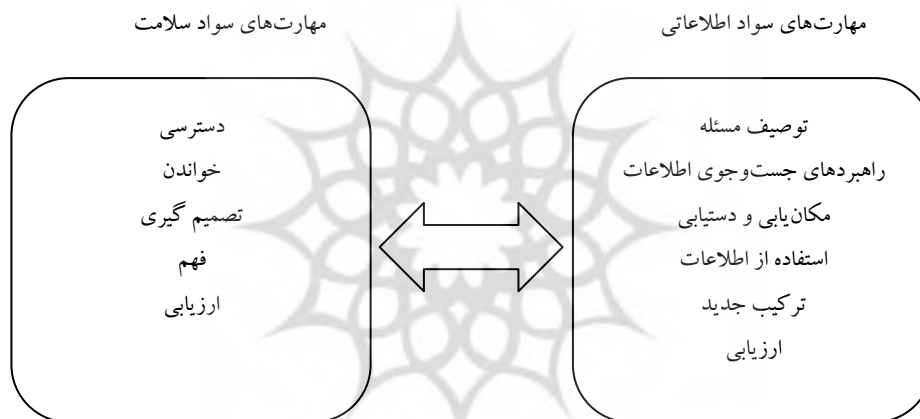 مهارت‌های سواد اطلاعاتی
توصیف مسئله
راهبردهای جست‌وجوی اطلاعات
مکان‌یابی و دستیابی
استفاده از اطلاعات
ترکیب جدید
ارزیابی
مهارت‌های سواد سلامت
دسترسی
خواندن
تصمیم گیری
فهم
ارزیابی